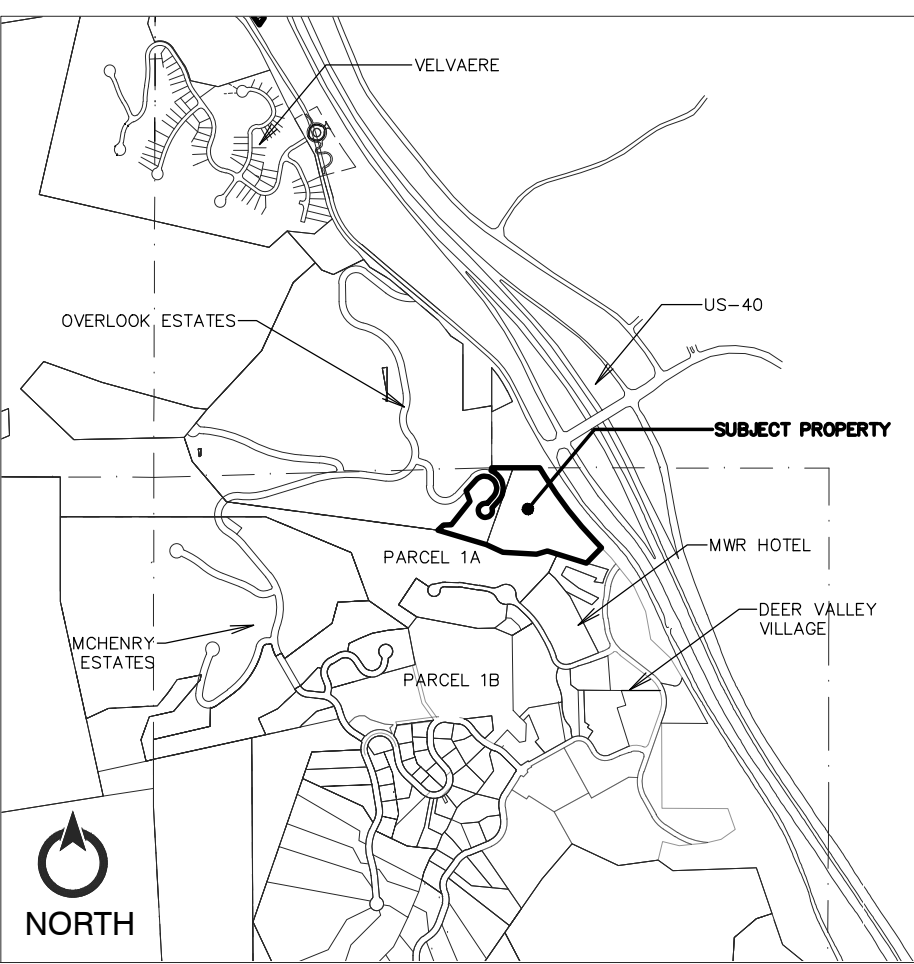 VELVAERE
OVERLOOK ESTATES
US-40
SUBJECT PROPERTY
MWR HOTEL
PARCEL 1A
DEER VALLEY
VILLAGE
MCHENRY
ESTATES
PARCEL 1B
NORTH